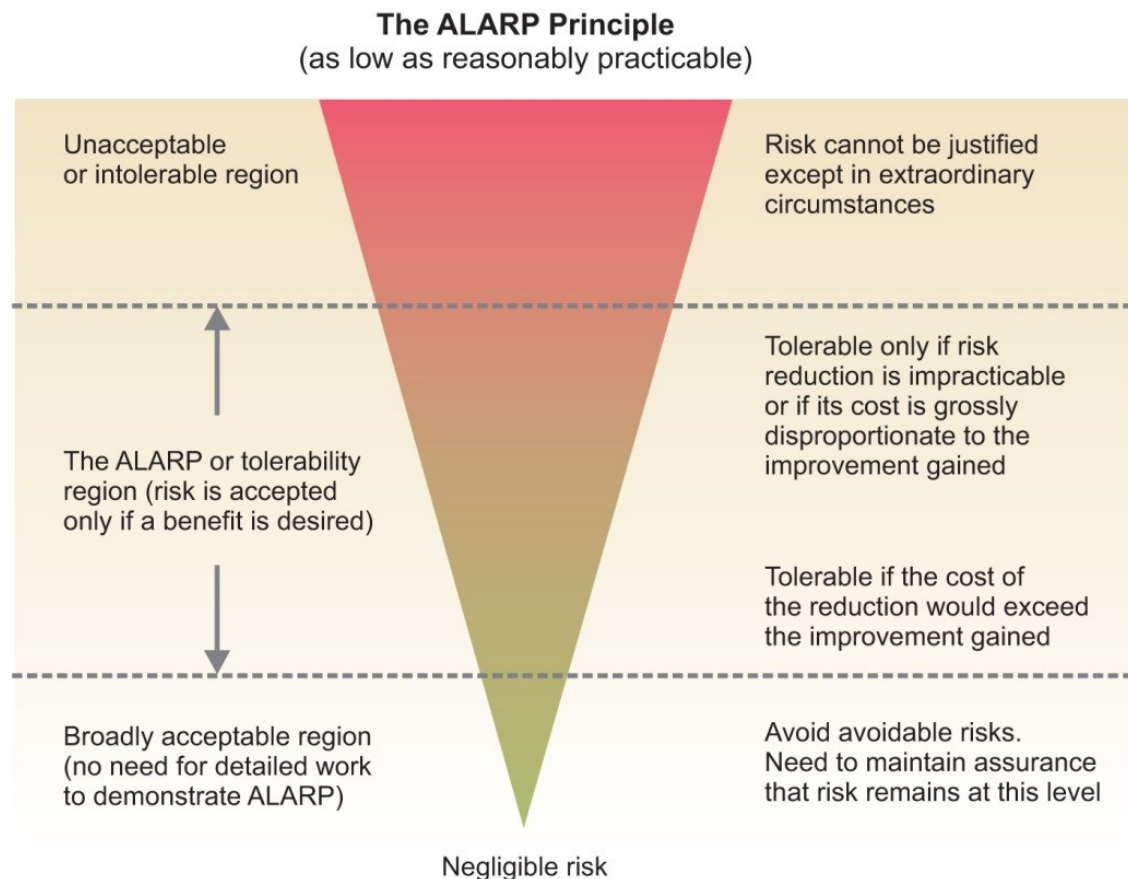 The ALARP Principle
(as low as reasonably practicable)
Unacceptable
or intolerable region
Risk cannot be justified
except in extraordinary
circumstances
The ALARP or tolerability
region (risk is accepted
only if a benefit is desired)
Tolerable only if risk
reduction is impracticable
or if its cost is grossly
disproportionate to the
improvement gained
Tolerable if the cost of
the reduction would exceed
the improvement gained
Broadly acceptable region
(no need for detailed work
to demonstrate ALARP)
Avoid avoidable risks.
Need to maintain assurance
that risk remains at this level
Negligible risk